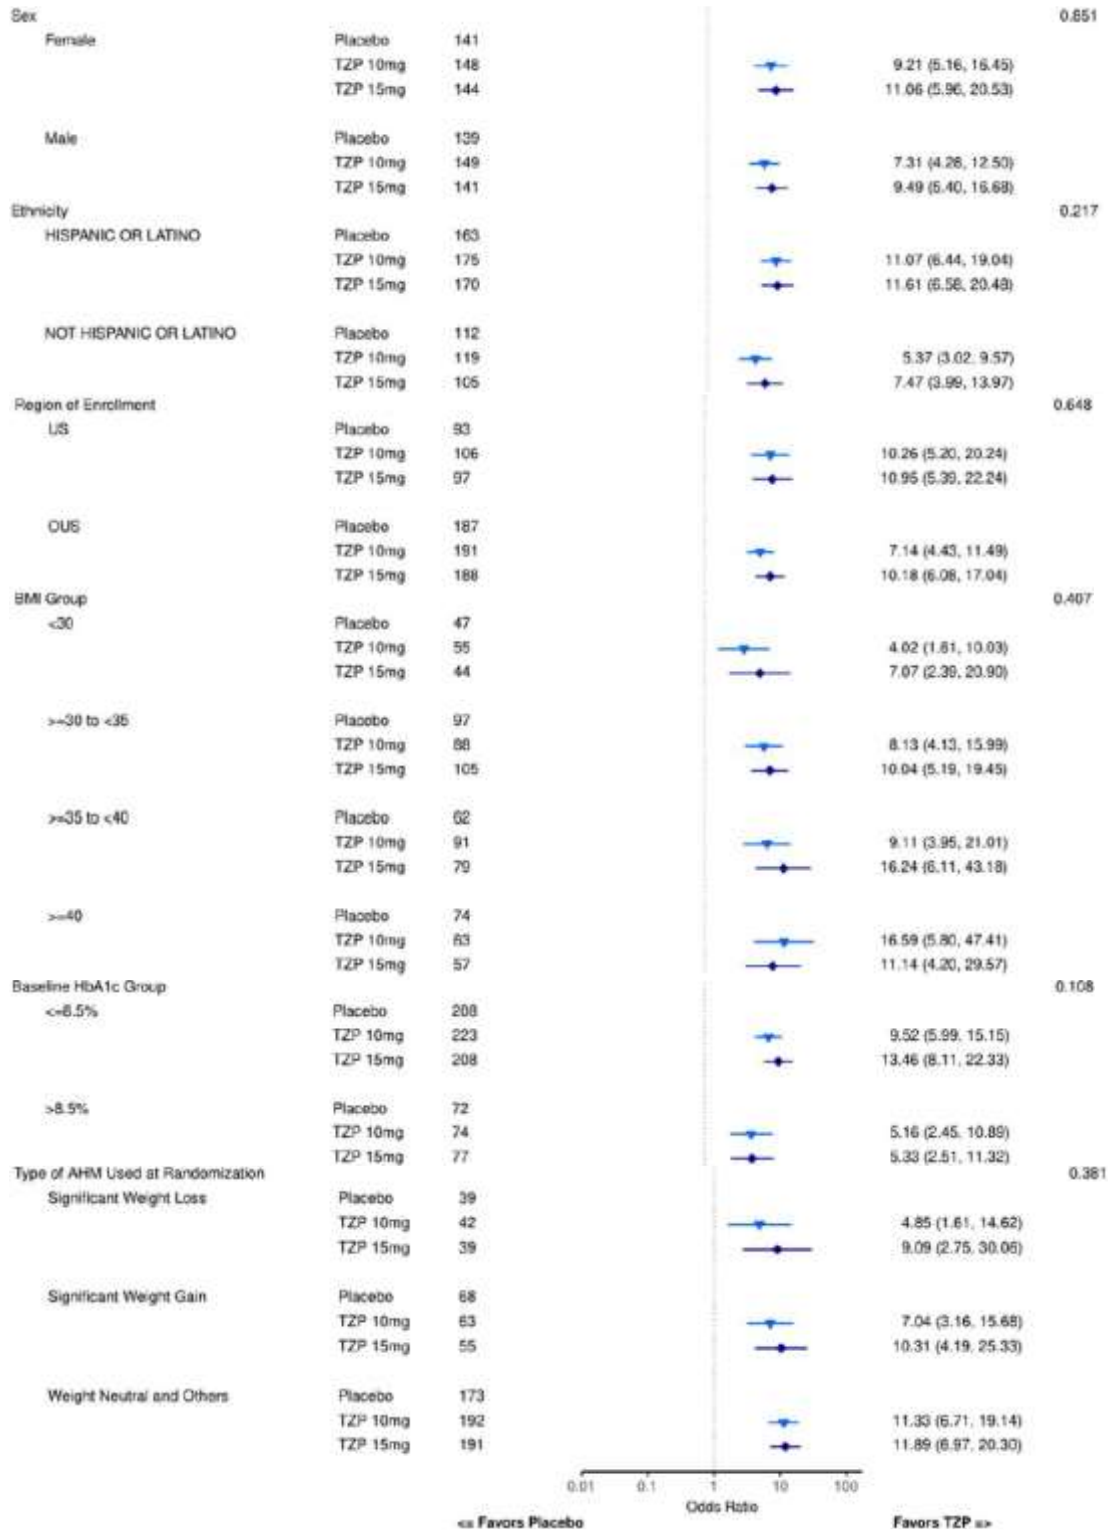 Sex 0.851
Female Placebo 141
TZP 10mg 148 9.21 (5.16, 16.45)
TZP 15mg 144 11.06 (5.96, 20.53)
Male Placebo 139
TZP 10mg 149 7.31 (4.28, 12.50)
TZP 15mg 141 9.49 (5.40, 16.68)
Ethnicity 0.217
HISPANIC OR LATINO Placebo 163
TZP 10mg 175 11.07 (6.44, 19.04)
TZP 15mg 170 11.61 (6.58, 20.48)
NOT HISPANIC OR LATINO Placebo 112
TZP 10mg 119 5.37 (3.02, 9.57)
TZP 15mg 105 7.47 (3.99, 13.97)
Region of Enrollment 0.648
US Placebo 93
TZP 10mg 106 10.26 (5.20, 20.24)
TZP 15mg 97 10.95 (5.39, 22.24)
OUS Placebo 187
TZP 10mg 191 7.14 (4.43, 11.49)
TZP 15mg 188 10.18 (6.08, 17.04)
BMI Group 0.407
<30 Placebo 47
TZP 10mg 55 4.02 (1.61, 10.03)
TZP 15mg 44 7.07 (2.39, 20.90)
>=30 to <35 Placebo 97
TZP 10mg 88 8.13 (4.13, 15.99)
TZP 15mg 105 10.04 (5.19, 19.45)
>=35 to <40 Placebo 62
TZP 10mg 91 9.11 (3.95, 21.01)
TZP 15mg 79 16.24 (6.11, 43.18)
>=40 Placebo 74
TZP 10mg 63 16.59 (5.80, 47.41)
TZP 15mg 57 11.14 (4.20, 29.57)
Baseline HbA1c Group 0.108
<=8.5% Placebo 208
TZP 10mg 223 9.52 (5.99, 15.15)
TZP 15mg 208 13.46 (8.11, 22.33)
>8.5% Placebo 72
TZP 10mg 74 5.16 (2.45, 10.89)
TZP 15mg 77 5.33 (2.51, 11.32)
Type of AHM Used at Randomization 0.381
Significant Weight Loss Placebo 39
TZP 10mg 42 4.85 (1.61, 14.62)
TZP 15mg 39 9.09 (2.75, 30.06)
Significant Weight Gain Placebo 68
TZP 10mg 63 7.04 (3.16, 15.68)
TZP 15mg 55 10.31 (4.19, 25.33)
Weight Neutral and Others Placebo 173
TZP 10mg 192 11.33 (6.71, 19.14)
TZP 15mg 191 11.89 (6.97, 20.30)
0.01 0.1 1 10 100
Odds Ratio
<= Favors Placebo Favors TZP =>